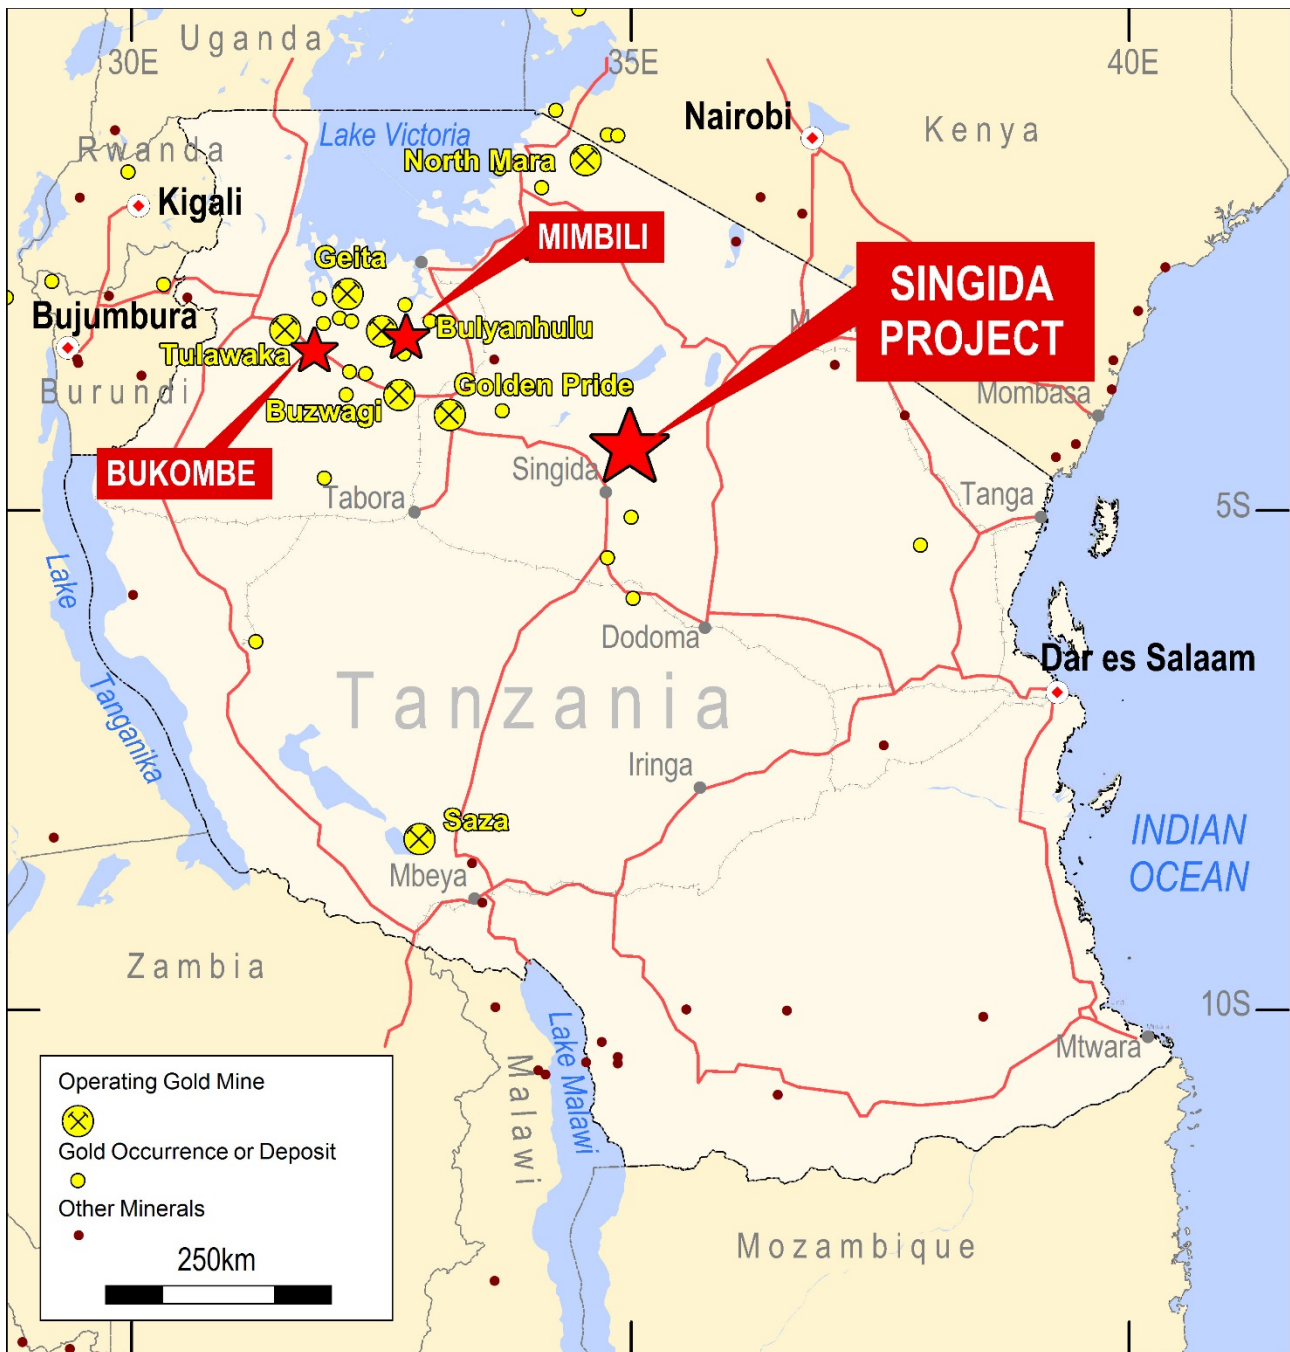 Uganda
30E
35E
40E
Lake Victoria
Nairobi
Kenya
Rwanda
North Mara
Kigali
MIMBILI
Geita
SINGIDA
PROJECT
Bujumbura
Bulyanhulu
Tulawaka
Burundi
Golden Pride
Buzwagi
Mombasa
BUKOMBE
Singida
Tabora
Tanga
5S
Lake
Tanganika
Dodoma
Dar es Salaam
Tanzania
Iringa
Saza
INDIAN
OCEAN
Mbeya
Zambia
10S
Lake Malawi
Malawi
Mtwara
Mozambique
Operating Gold Mine
Gold Occurrence or Deposit
Other Minerals
250km